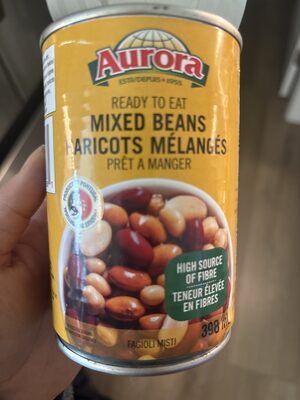 Aurora
ESTD/DEPUIS 1955
READY TO EAT
MIXED BEANS
HARICOTS MÉLANGÉS
PRÊT A MANGER
HIGH SOURCE
OF FIBRE
TENEUR ÉLEVÉE
EN FIBRES
398
FAGIOLI MISTI